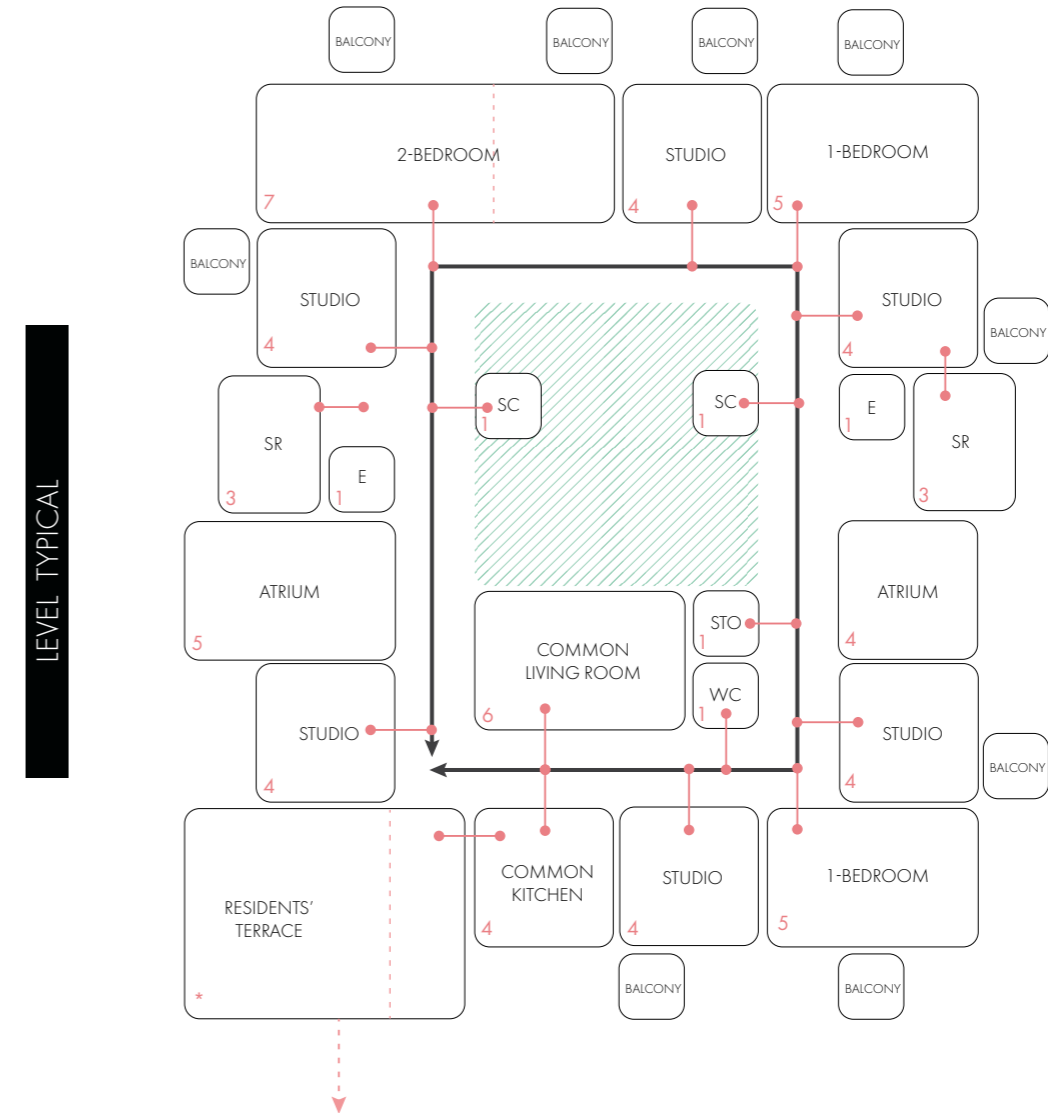 BALCONY
BALCONY
BALCONY
BALCONY
2-BEDROOM
7
STUDIO
4
1-BEDROOM
5
BALCONY
STUDIO
4
STUDIO
4
BALCONY
SR
3
E
1
SC
1
SC
1
E
1
SR
3
LEVEL TYPICAL
ATRIUM
5
COMMON
LIVING ROOM
6
STO
1
WC
1
ATRIUM
4
STUDIO
4
STUDIO
4
BALCONY
RESIDENTS'
TERRACE
*
COMMON
KITCHEN
4
STUDIO
4
1-BEDROOM
5
BALCONY
BALCONY